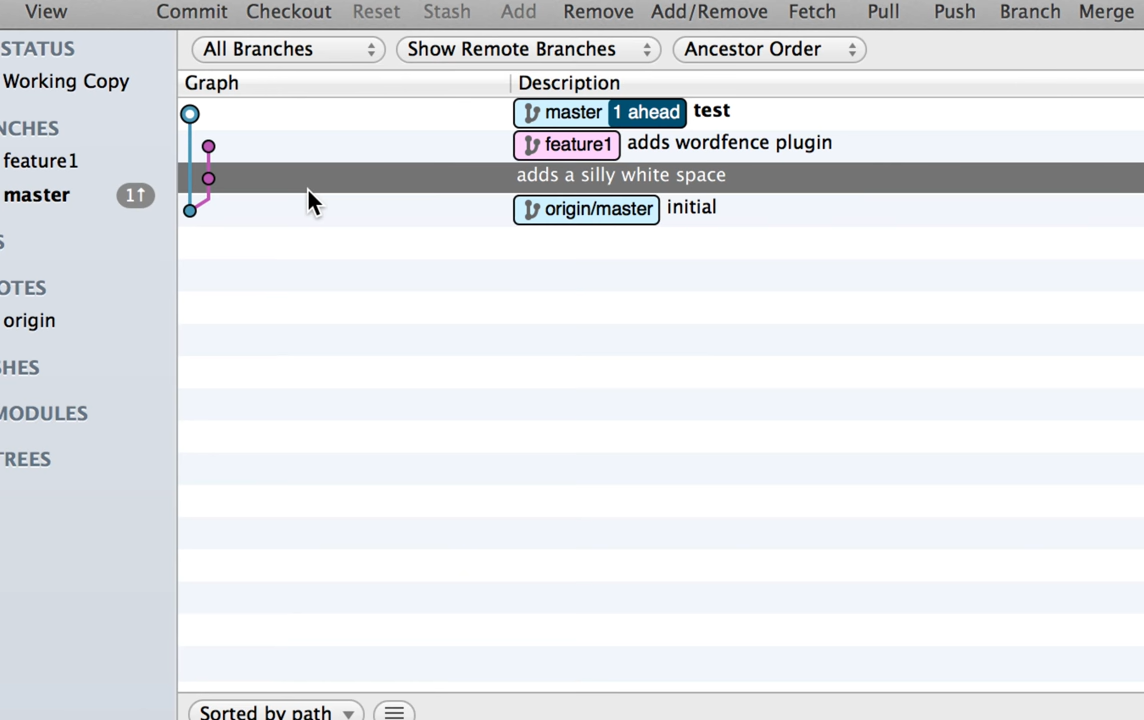 View Commit Checkout Reset Stash Add Remove Add/Remove Fetch Pull Push Branch Merge
STATUS
Working Copy
NCHES
feature1
master 1↑
S
OTES
origin
SHES
MODULES
TREES
All Branches Show Remote Branches Ancestor Order
Graph Description
master 1 ahead test
feature1 adds wordfence plugin
adds a silly white space
origin/master initial
Sorted by path